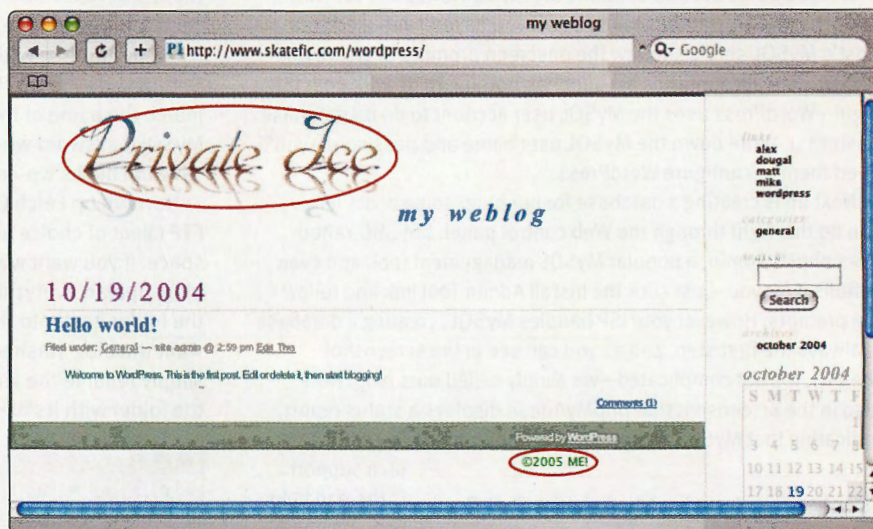 my weblog
P1 http://www.skatefic.com/wordpress/
Google
Private Ice
my weblog
10/19/2004
Hello world!
Filed under: General — site admin @ 2:59 pm Edit This
Welcome to WordPress. This is the first post. Edit or delete it, then start blogging!
Comments (1)
Powered by WordPress
©2005 ME!
links
alex
dougal
matt
mike
wordpress
categories
general
Search
october 2004
october 2004
S M T W T F
1
3 4 5 6 7 8
10 11 12 13 14 15
17 18 19 20 21 22